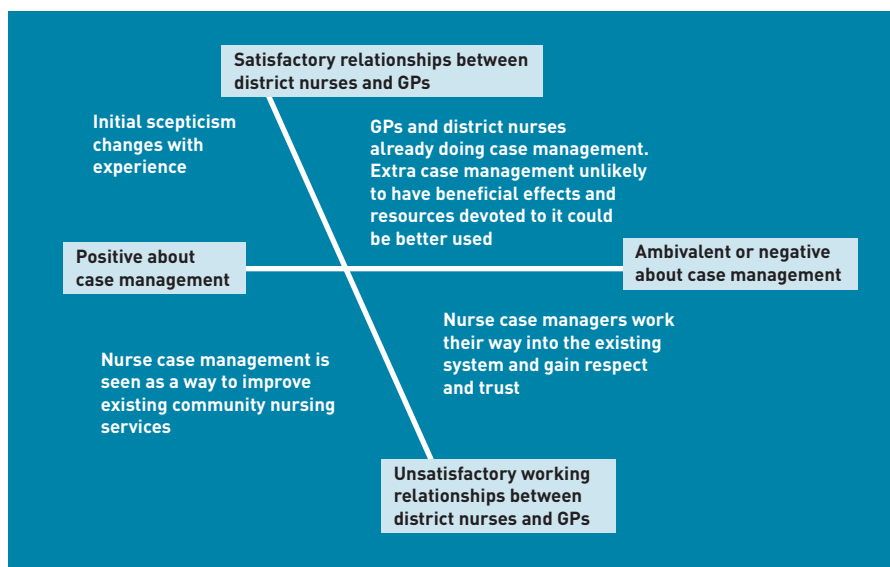 Satisfactory relationships between
district nurses and GPs
Initial scepticism
changes with
experience
GPs and district nurses
already doing case management.
Extra case management unlikely
to have beneficial effects and
resources devoted to it could
be better used
Positive about
case management
Ambivalent or negative
about case management
Nurse case managers work
their way into the existing
system and gain respect
and trust
Nurse case management is
seen as a way to improve
existing community nursing
services
Unsatisfactory working
relationships between
district nurses and GPs